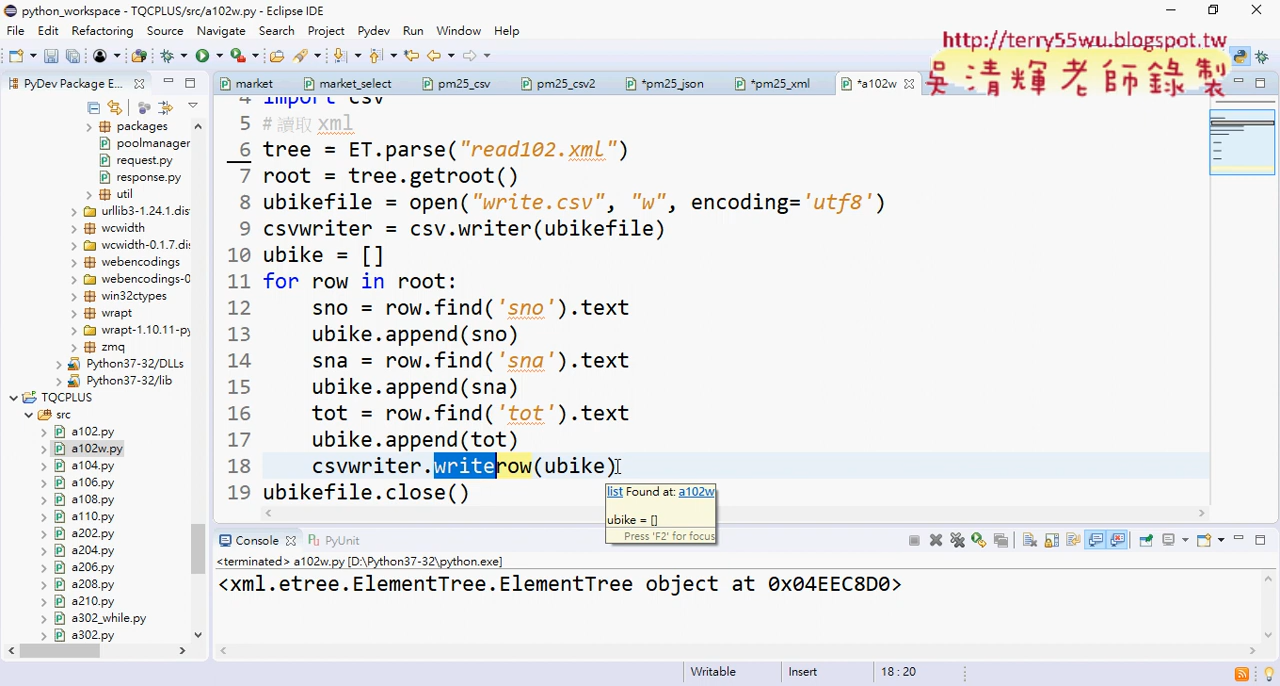 python_workspace - TQCPLUS/src/a102w.py - Eclipse IDE
File Edit Refactoring Source Navigate Search Project Pydev Run Window Help
http://terry55wu.blogspot.tw
吳清輝老師錄製
PyDev Package E...
market market_select pm25_csv pm25_csv2 *pm25_json *pm25_xml *a102w
packages
poolmanager
request.py
response.py
util
urllib3-1.24.1.dis
wcwidth
wcwidth-0.1.7.dis
webencodings
webencodings-0
win32ctypes
wrapt
wrapt-1.10.11-py
zmq
Python37-32/DLLs
Python37-32/lib
TQCPLUS
src
a102.py
a102w.py
a104.py
a106.py
a108.py
a110.py
a202.py
a204.py
a206.py
a208.py
a210.py
a302_while.py
a302.py
4 import csv
5 # 讀取 xml
6 tree = ET.parse("read102.xml")
7 root = tree.getroot()
8 ubikefile = open("write.csv", "w", encoding='utf8')
9 csvwriter = csv.writer(ubikefile)
10 ubike = []
11 for row in root:
12 sno = row.find('sno').text
13 ubike.append(sno)
14 sna = row.find('sna').text
15 ubike.append(sna)
16 tot = row.find('tot').text
17 ubike.append(tot)
18 csvwriter.writerow(ubike)
19 ubikefile.close()
list Found at: a102w
ubike = []
Press 'F2' for focus
Console PyUnit
<terminated> a102w.py [D:\Python37-32\python.exe]
<xml.etree.ElementTree.ElementTree object at 0x04EEC8D0>
Writable Insert 18 : 20